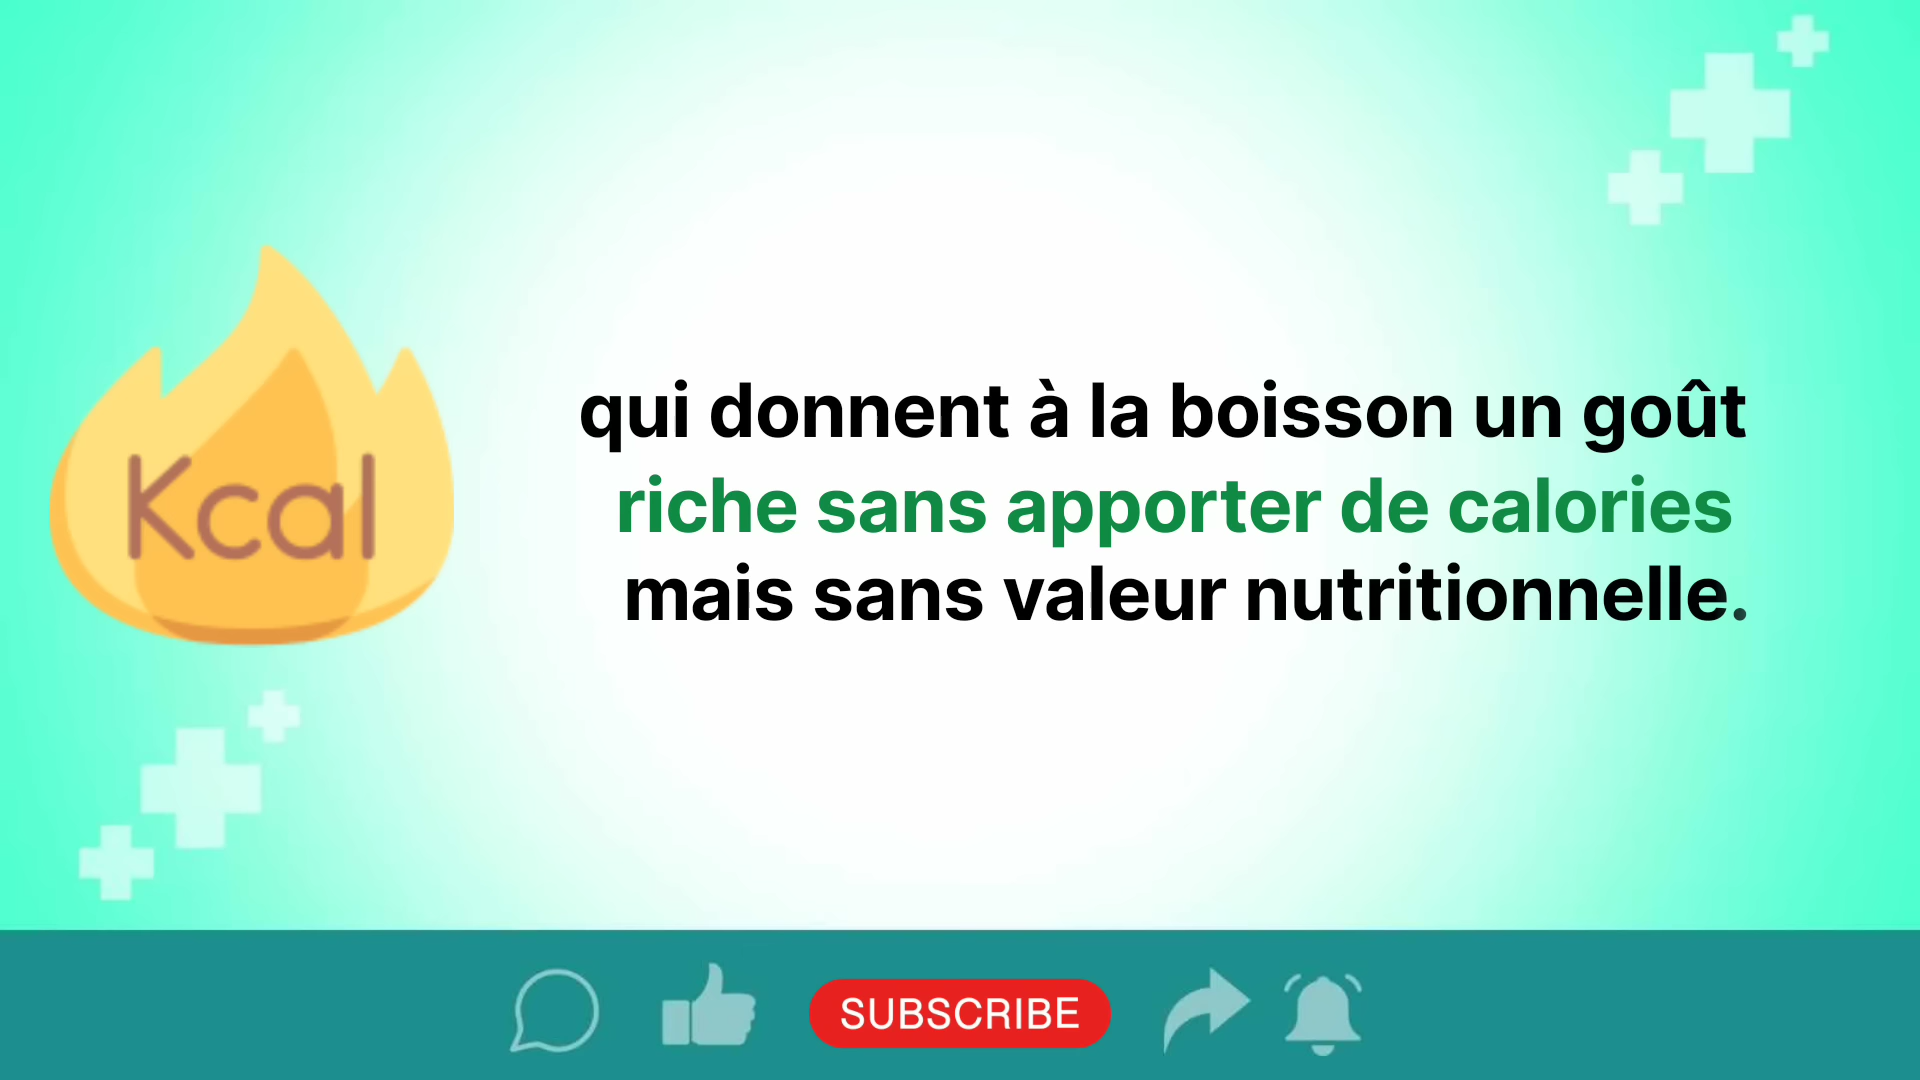 Kcal
qui donnent à la boisson un goût
riche sans apporter de calories
mais sans valeur nutritionnelle.
SUBSCRIBE